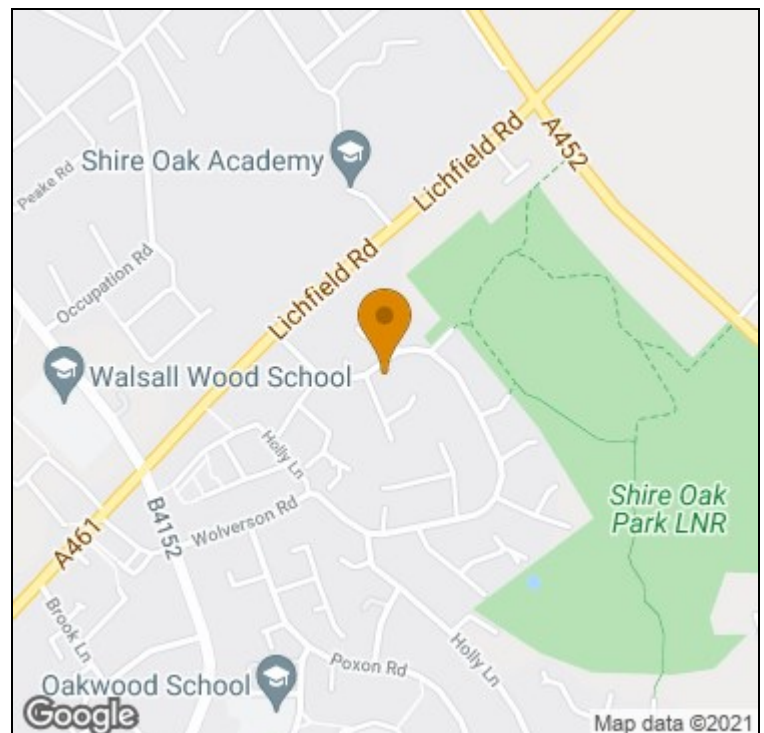 Lichfield Rd
A452
Shire Oak Academy
Peake Rd
Lichfield Rd
Occupation Rd
Walsall Wood School
Holly Ln
Shire Oak
Park LNR
B4152
Wolverson Rd
A461
Brook Ln
Holly Ln
Poxon Rd
Oakwood School
Google
Map data ©2021